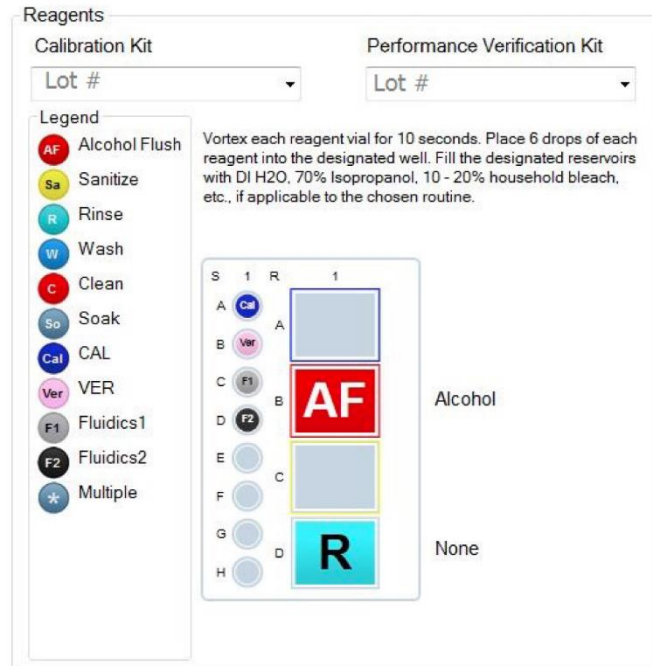 Reagents
Calibration Kit
Performance Verification Kit
Lot #
Lot #
Legend
AF Alcohol Flush
Sa Sanitize
R Rinse
W Wash
C Clean
So Soak
Cal CAL
Ver VER
F1 Fluidics1
F2 Fluidics2
* Multiple
Vortex each reagent vial for 10 seconds. Place 6 drops of each
reagent into the designated well. Fill the designated reservoirs
with DI H2O, 70% Isopropanol, 10 - 20% household bleach,
etc., if applicable to the chosen routine.
S 1 R 1
A Cal
A
B Ver
C F1
B AF Alcohol
D F2
E
C
F
G
D R None
H